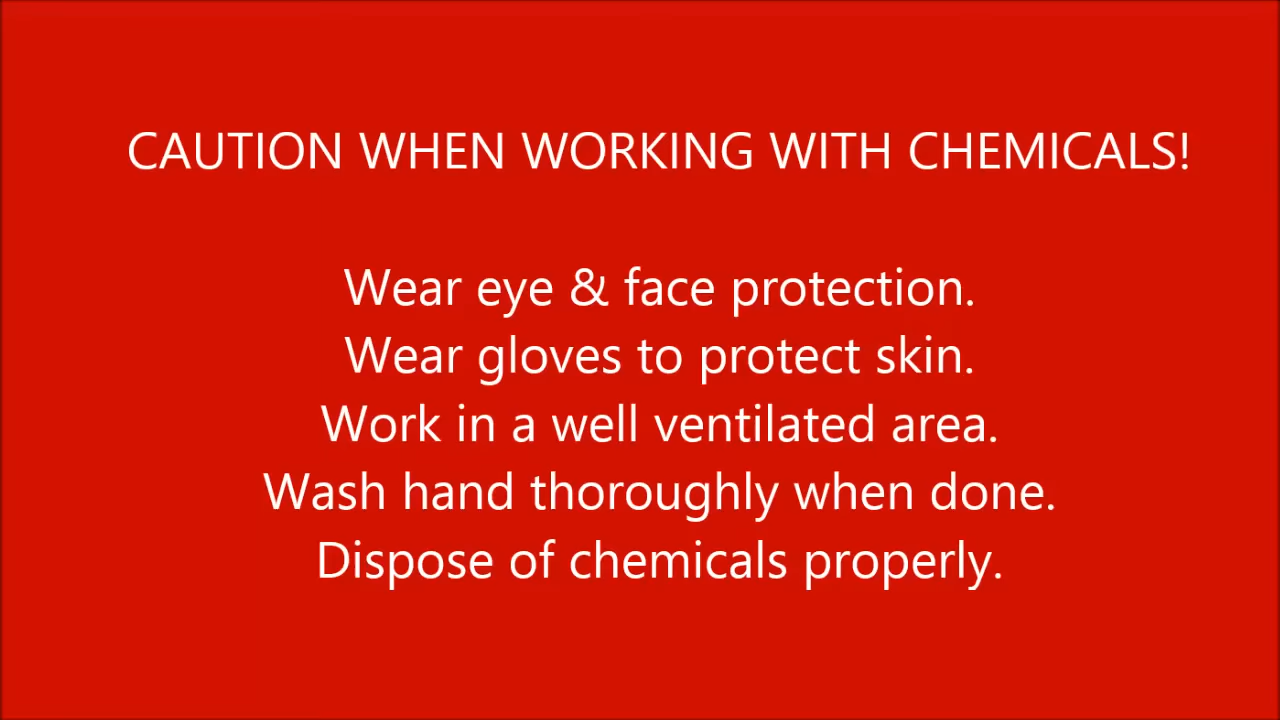 CAUTION WHEN WORKING WITH CHEMICALS!
Wear eye & face protection.
Wear gloves to protect skin.
Work in a well ventilated area.
Wash hand thoroughly when done.
Dispose of chemicals properly.